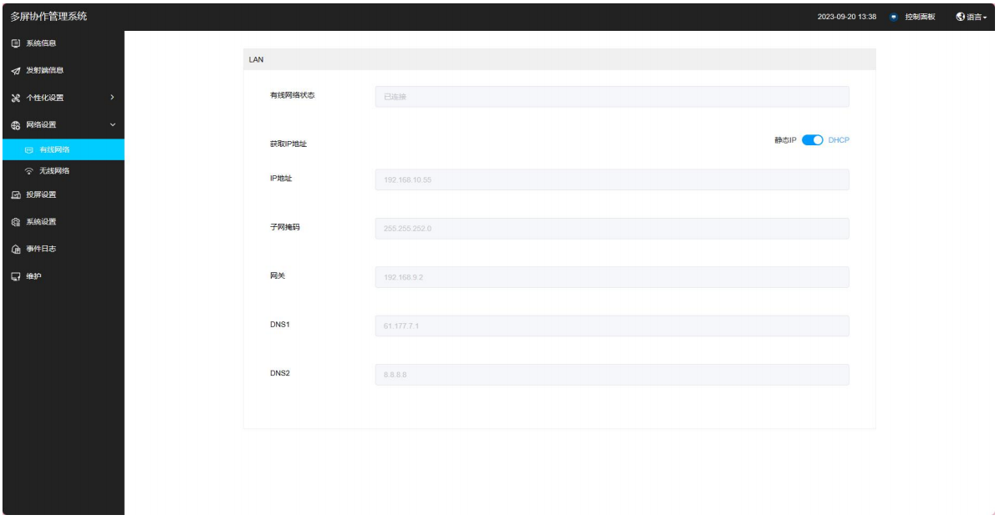 多屏协作管理系统
2023-09-20 13:38 控制面板 语言
系统信息
发射端信息
个性化设置
网络设置
有线网络
无线网络
投屏设置
系统设置
事件日志
维护
LAN
有线网络状态 已连接
获取IP地址 静态IP DHCP
IP地址 192.168.10.55
子网掩码 255.255.252.0
网关 192.168.9.2
DNS1 61.177.7.1
DNS2 8.8.8.8